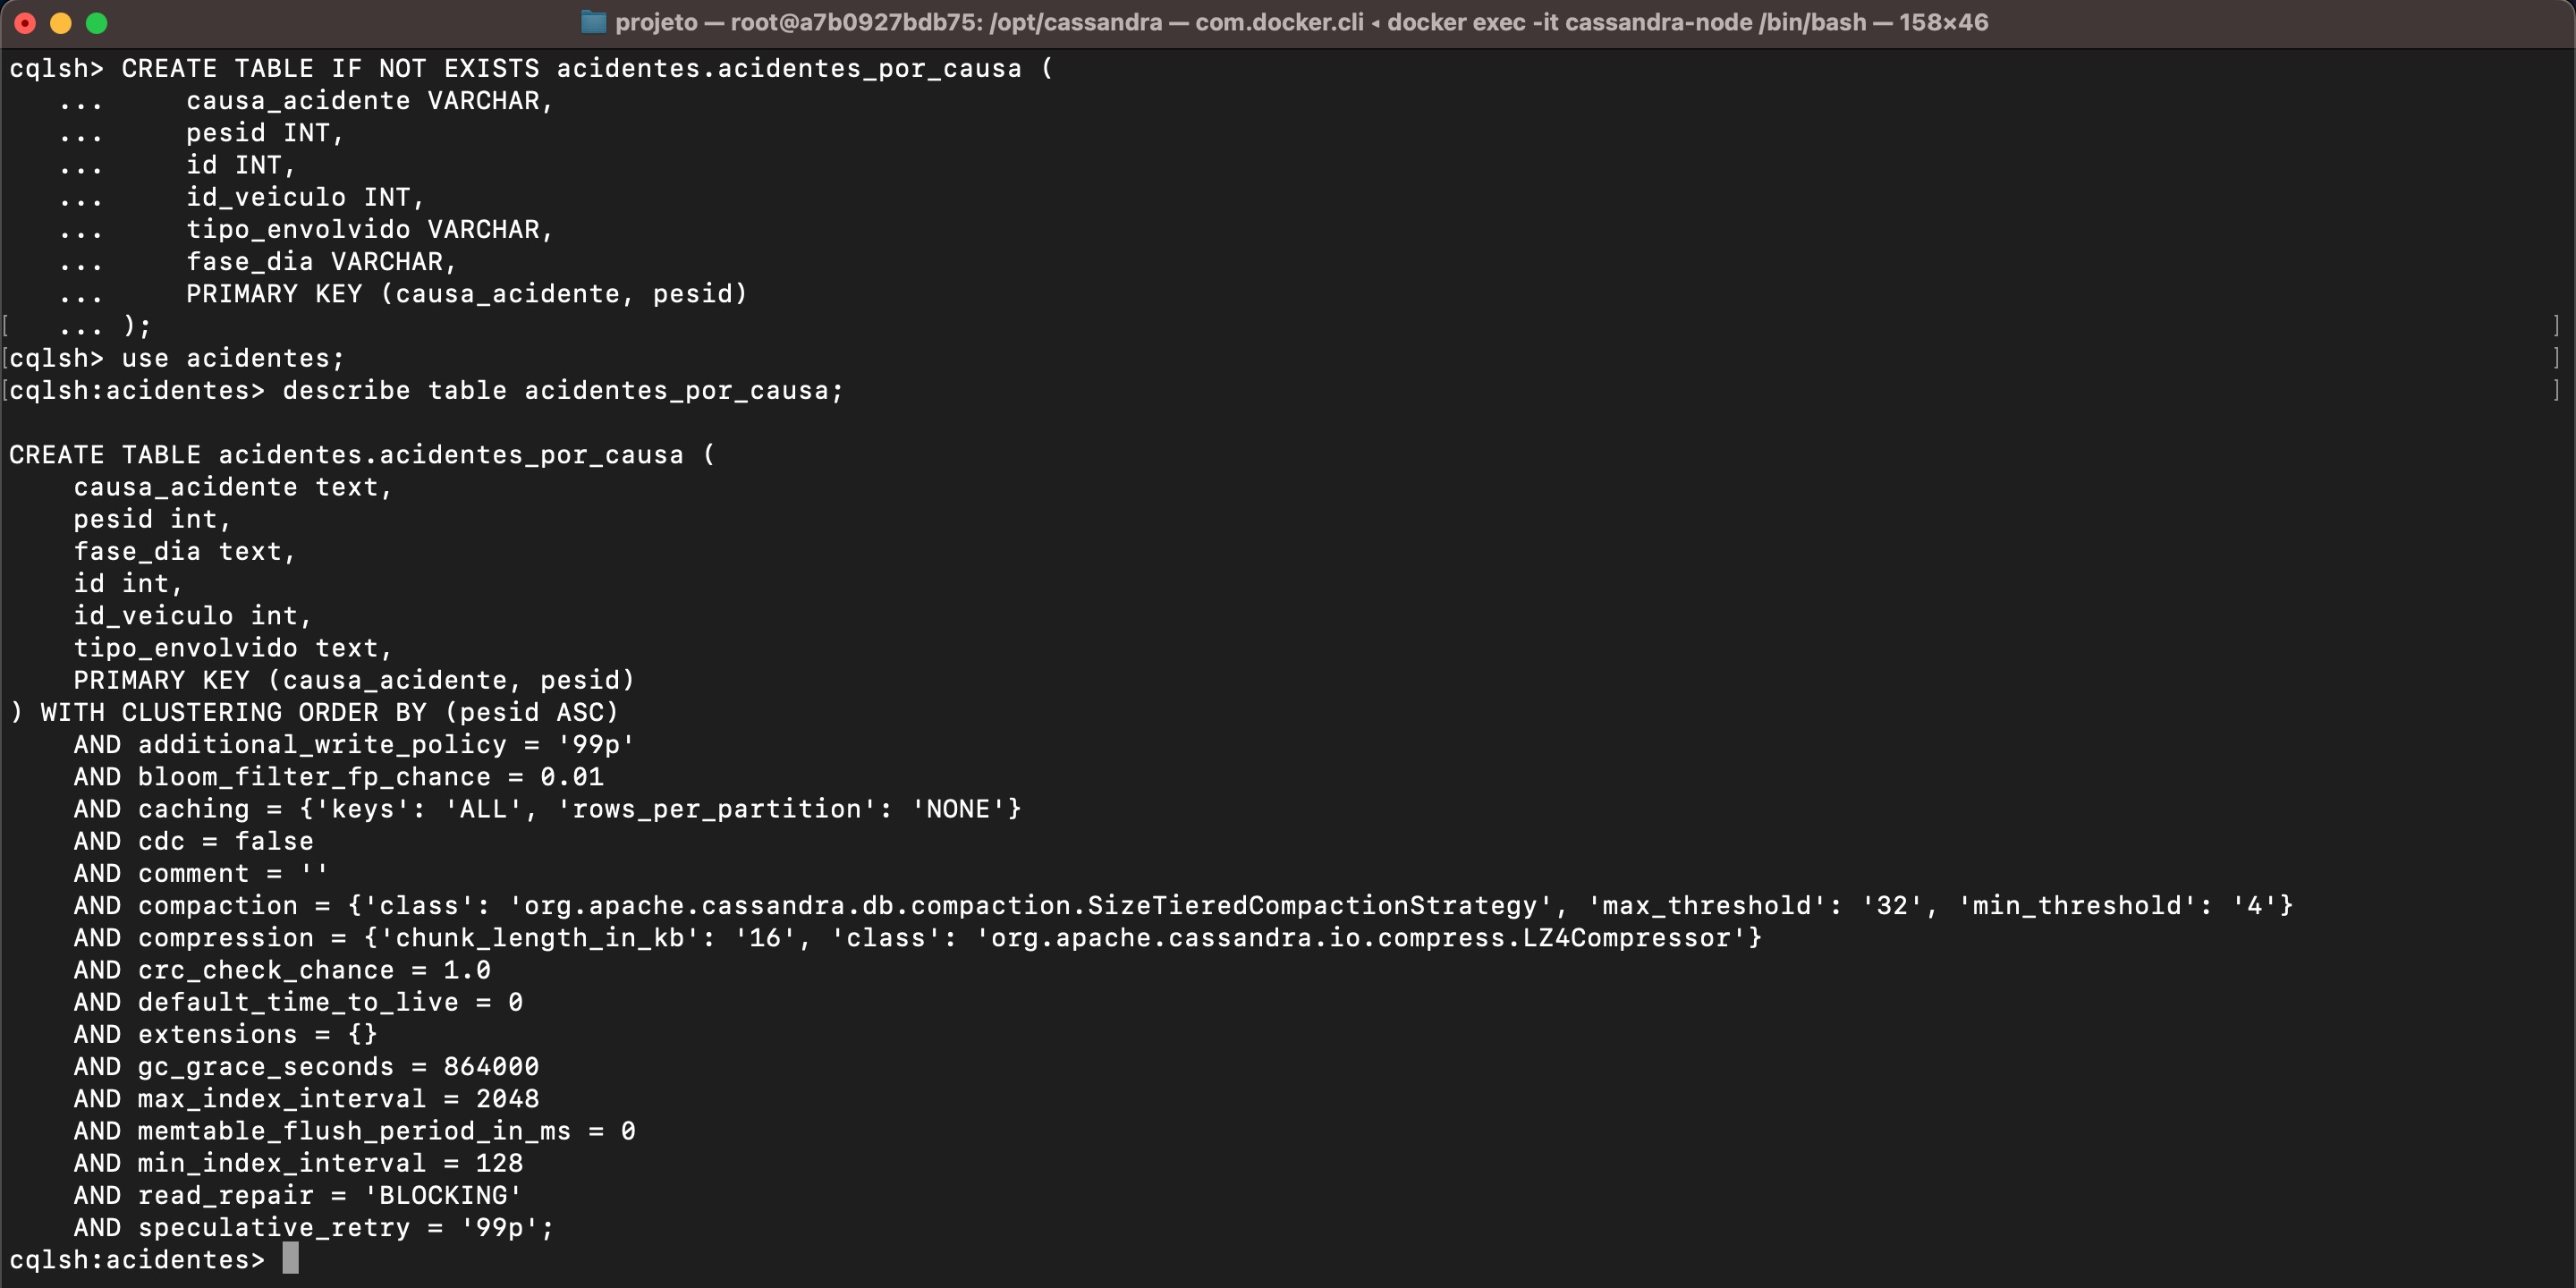 projeto — root@a7b0927bdb75: /opt/cassandra — com.docker.cli ◂ docker exec -it cassandra-node /bin/bash — 158×46
cqlsh> CREATE TABLE IF NOT EXISTS acidentes.acidentes_por_causa (
   ...     causa_acidente VARCHAR,
   ...     pesid INT,
   ...     id INT,
   ...     id_veiculo INT,
   ...     tipo_envolvido VARCHAR,
   ...     fase_dia VARCHAR,
   ...     PRIMARY KEY (causa_acidente, pesid)
[   ... ); ]
[cqlsh> use acidentes; ]
[cqlsh:acidentes> describe table acidentes_por_causa; ]
CREATE TABLE acidentes.acidentes_por_causa (
    causa_acidente text,
    pesid int,
    fase_dia text,
    id int,
    id_veiculo int,
    tipo_envolvido text,
    PRIMARY KEY (causa_acidente, pesid)
) WITH CLUSTERING ORDER BY (pesid ASC)
    AND additional_write_policy = '99p'
    AND bloom_filter_fp_chance = 0.01
    AND caching = {'keys': 'ALL', 'rows_per_partition': 'NONE'}
    AND cdc = false
    AND comment = ''
    AND compaction = {'class': 'org.apache.cassandra.db.compaction.SizeTieredCompactionStrategy', 'max_threshold': '32', 'min_threshold': '4'}
    AND compression = {'chunk_length_in_kb': '16', 'class': 'org.apache.cassandra.io.compress.LZ4Compressor'}
    AND crc_check_chance = 1.0
    AND default_time_to_live = 0
    AND extensions = {}
    AND gc_grace_seconds = 864000
    AND max_index_interval = 2048
    AND memtable_flush_period_in_ms = 0
    AND min_index_interval = 128
    AND read_repair = 'BLOCKING'
    AND speculative_retry = '99p';
cqlsh:acidentes>